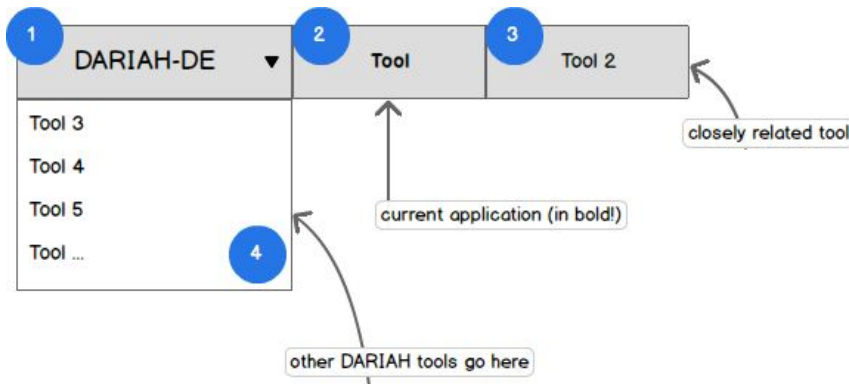 1
DARIAH-DE
2
Tool
3
Tool 2
Tool 3
Tool 4
Tool 5
Tool ...
4
closely related tool
current application (in bold!)
other DARIAH tools go here